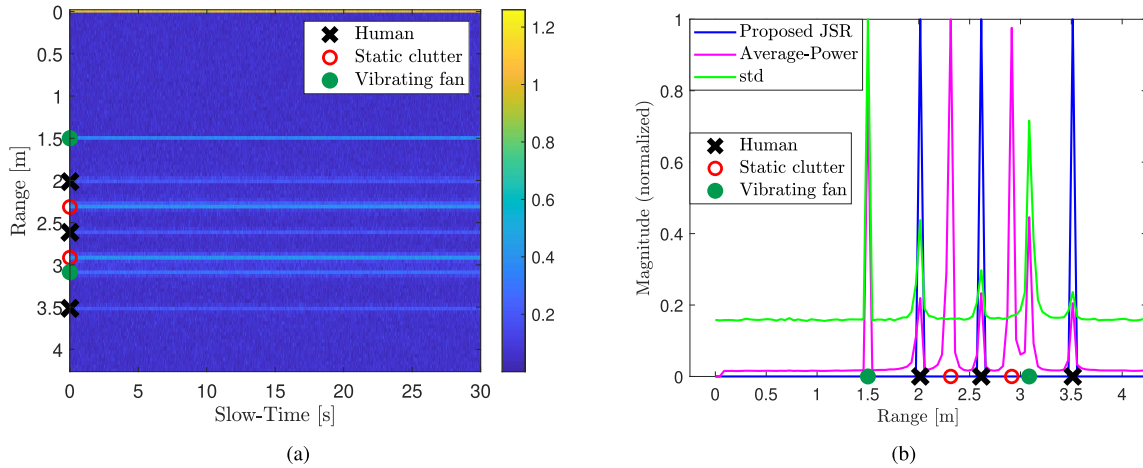 Human
Static clutter
Vibrating fan
0
0.5
1
1.5
2
2.5
3
3.5
4
Range [m]
0 5 10 15 20 25 30
Slow-Time [s]
1.2
1
0.8
0.6
0.4
0.2
(a)
Proposed JSR
Average-Power
std
Human
Static clutter
Vibrating fan
1
0.8
0.6
0.4
0.2
0
Magnitude (normalized)
0 0.5 1 1.5 2 2.5 3 3.5 4
Range [m]
(b)